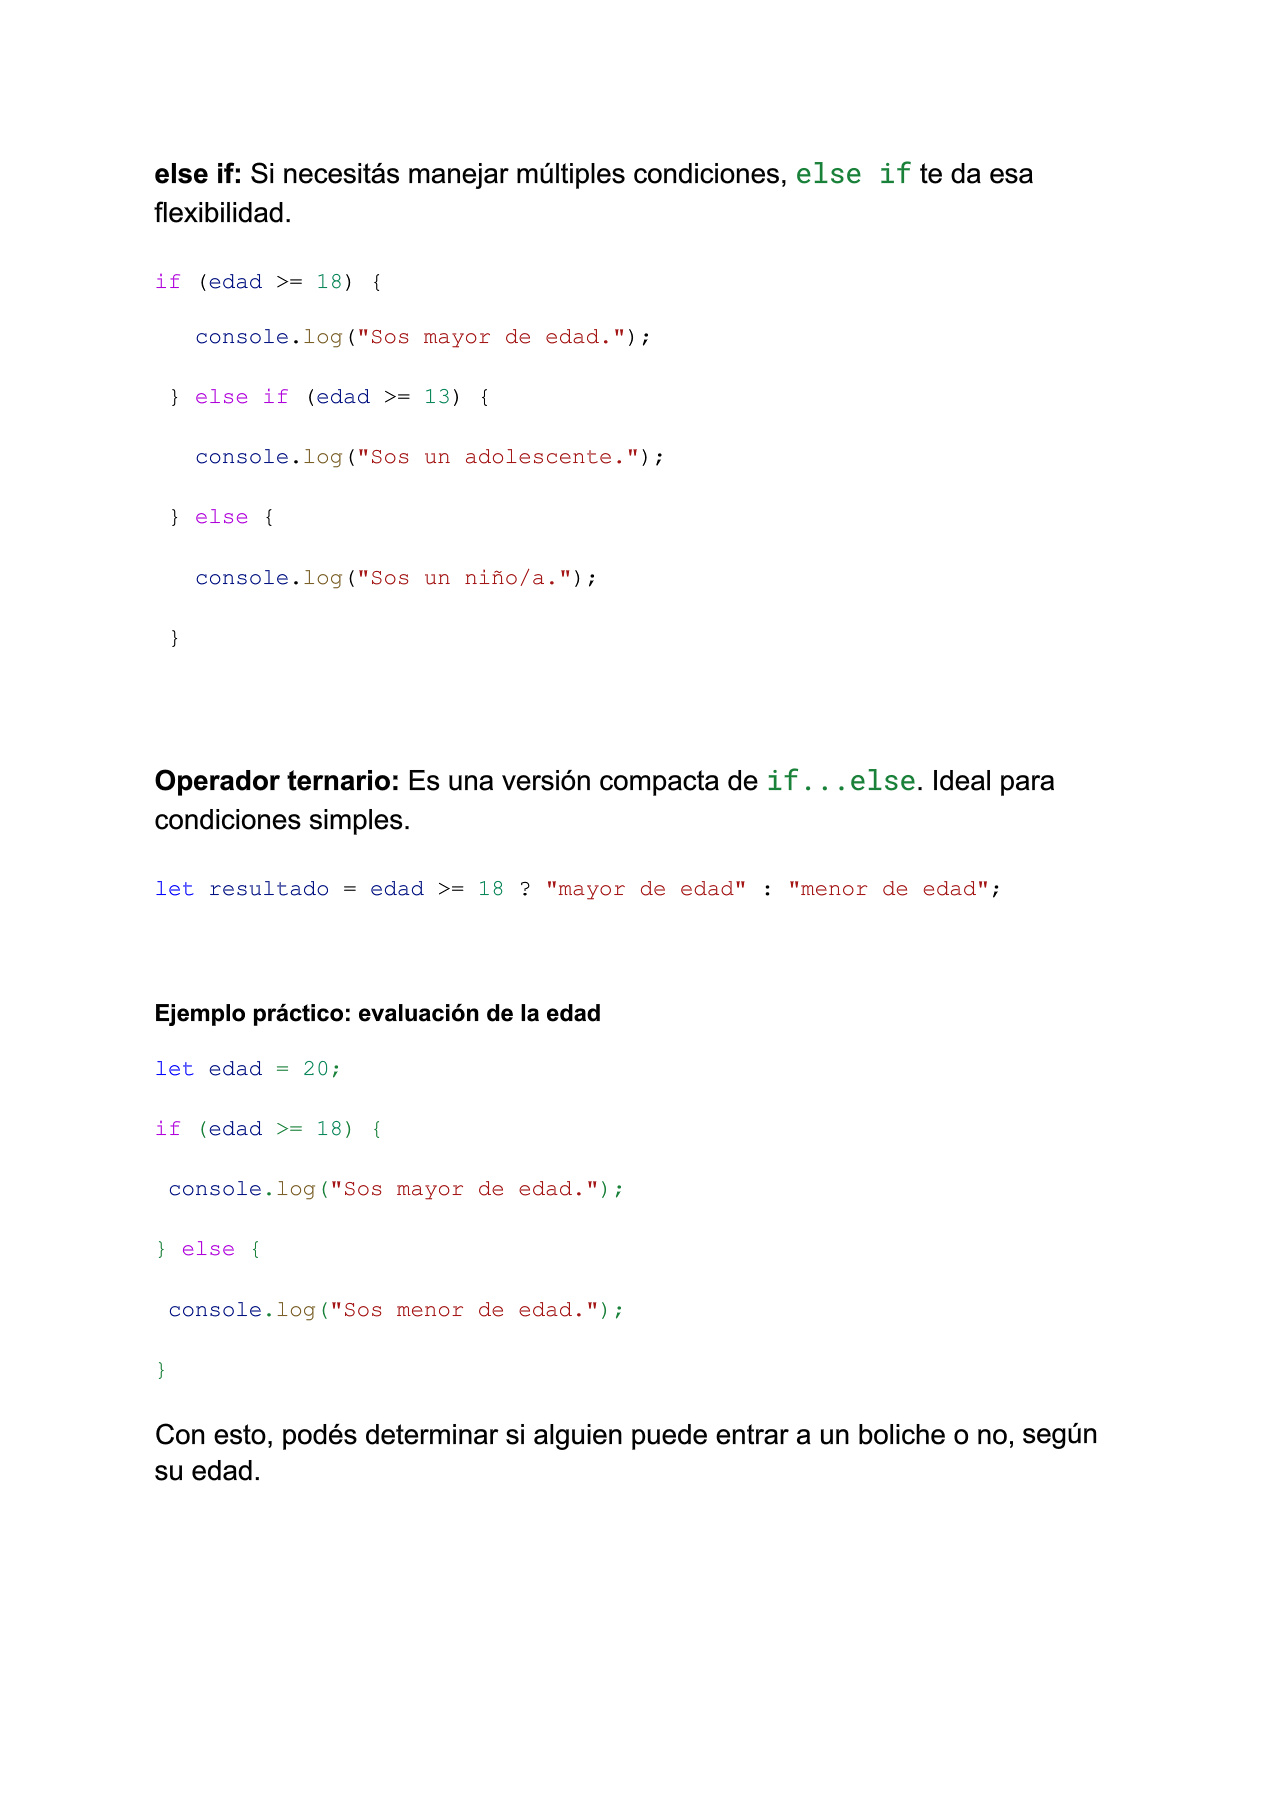 else if: Si necesitás manejar múltiples condiciones, else if te da esa
flexibilidad.
if (edad >= 18) {
   console.log("Sos mayor de edad.");
 } else if (edad >= 13) {
   console.log("Sos un adolescente.");
 } else {
   console.log("Sos un niño/a.");
 }
Operador ternario: Es una versión compacta de if...else. Ideal para
condiciones simples.
let resultado = edad >= 18 ? "mayor de edad" : "menor de edad";
Ejemplo práctico: evaluación de la edad
let edad = 20;
if (edad >= 18) {
 console.log("Sos mayor de edad.");
} else {
 console.log("Sos menor de edad.");
}
Con esto, podés determinar si alguien puede entrar a un boliche o no, según
su edad.